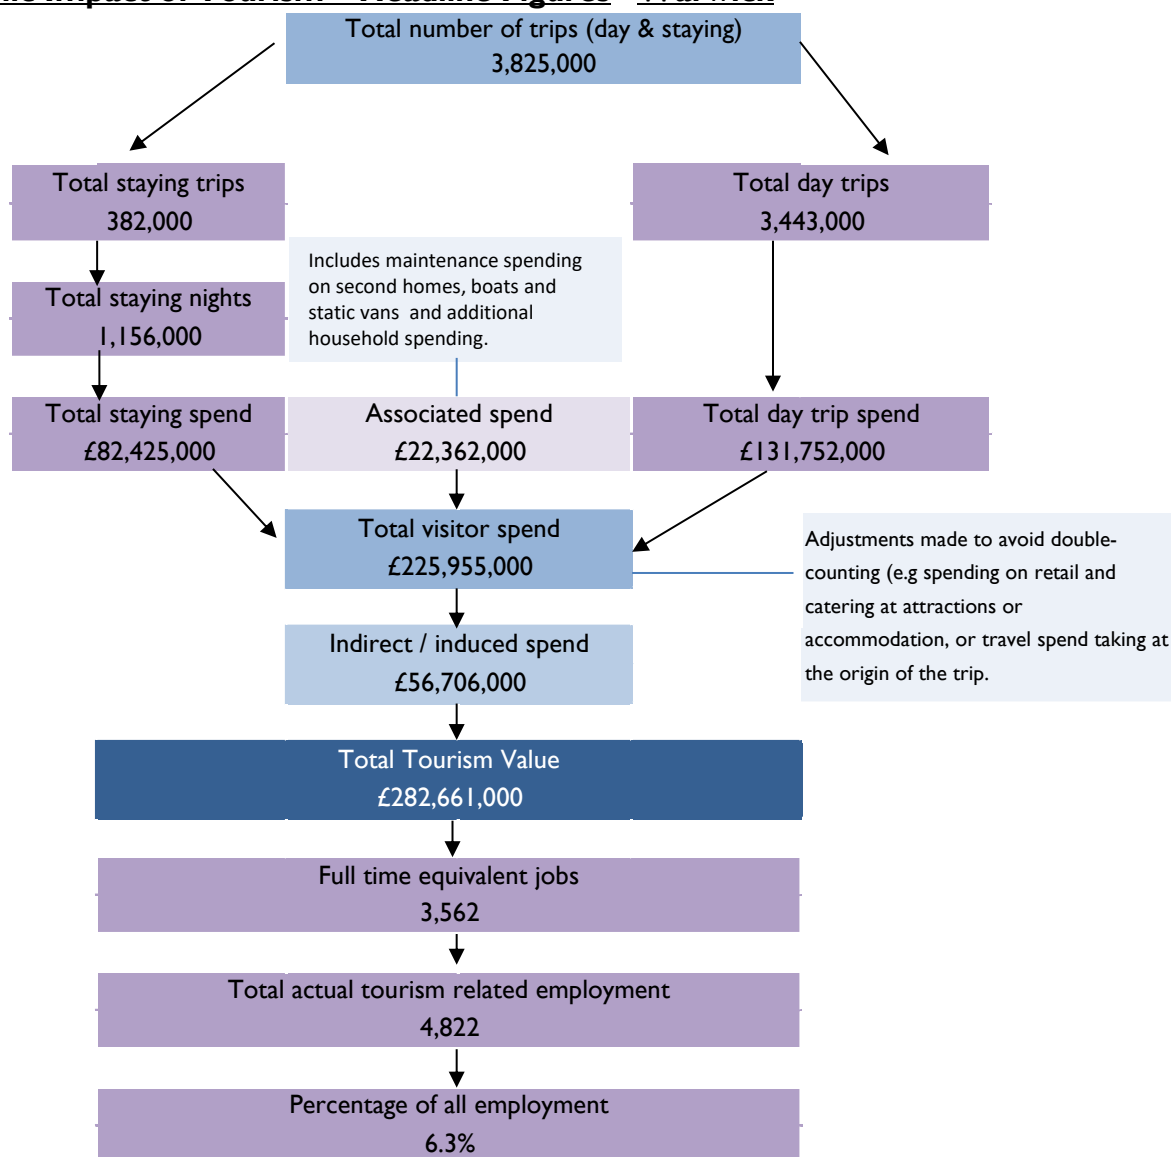 Impact of Tourism – Headline Figures
Total number of trips (day & staying)
3,825,000
Total staying trips
382,000
Total day trips
3,443,000
Includes maintenance spending
on second homes, boats and
static vans and additional
household spending.
Total staying nights
1,156,000
Total staying spend
£82,425,000
Associated spend
£22,362,000
Total day trip spend
£131,752,000
Total visitor spend
£225,955,000
Adjustments made to avoid double-
counting (e.g spending on retail and
catering at attractions or
accommodation, or travel spend taking at
the origin of the trip.
Indirect / induced spend
£56,706,000
Total Tourism Value
£282,661,000
Full time equivalent jobs
3,562
Total actual tourism related employment
4,822
Percentage of all employment
6.3%